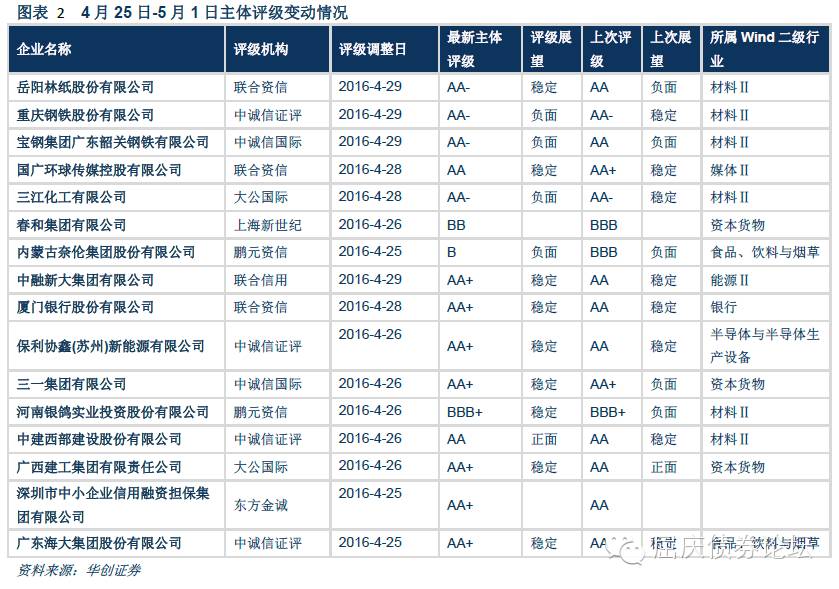 图表 2 4 月 25 日-5 月 1 日主体评级变动情况
企业名称 评级机构 评级调整日 最新主体评级 评级展望 上次评级 上次展望 所属 Wind 二级行业
岳阳林纸股份有限公司 联合资信 2016-4-29 AA- 稳定 AA 负面 材料Ⅱ
重庆钢铁股份有限公司 中诚信证评 2016-4-29 AA- 负面 AA- 稳定 材料Ⅱ
宝钢集团广东韶关钢铁有限公司 中诚信国际 2016-4-29 AA- 负面 AA 负面 材料Ⅱ
国广环球传媒控股有限公司 联合资信 2016-4-28 AA 稳定 AA+ 稳定 媒体Ⅱ
三江化工有限公司 大公国际 2016-4-28 AA- 负面 AA- 稳定 材料Ⅱ
春和集团有限公司 上海新世纪 2016-4-26 BB BBB 资本货物
内蒙古奈伦集团股份有限公司 鹏元资信 2016-4-25 B 负面 BBB 负面 食品、饮料与烟草
中融新大集团有限公司 联合信用 2016-4-29 AA+ 稳定 AA 稳定 能源Ⅱ
厦门银行股份有限公司 联合资信 2016-4-28 AA+ 稳定 AA 稳定 银行
保利协鑫(苏州)新能源有限公司 中诚信证评 2016-4-26 AA+ 稳定 AA 稳定 半导体与半导体生产设备
三一集团有限公司 中诚信国际 2016-4-26 AA+ 稳定 AA+ 负面 资本货物
河南银鸽实业投资股份有限公司 鹏元资信 2016-4-26 BBB+ 稳定 BBB+ 负面 材料Ⅱ
中建西部建设股份有限公司 中诚信证评 2016-4-26 AA 正面 AA 稳定 材料Ⅱ
广西建工集团有限责任公司 大公国际 2016-4-26 AA+ 稳定 AA 正面 资本货物
深圳市中小企业信用融资担保集团有限公司 东方金诚 2016-4-25 AA+ AA
广东海大集团股份有限公司 中诚信证评 2016-4-25 AA+ 稳定 AA 稳定 食品、饮料与烟草
屈庆债券论坛
资料来源：华创证券